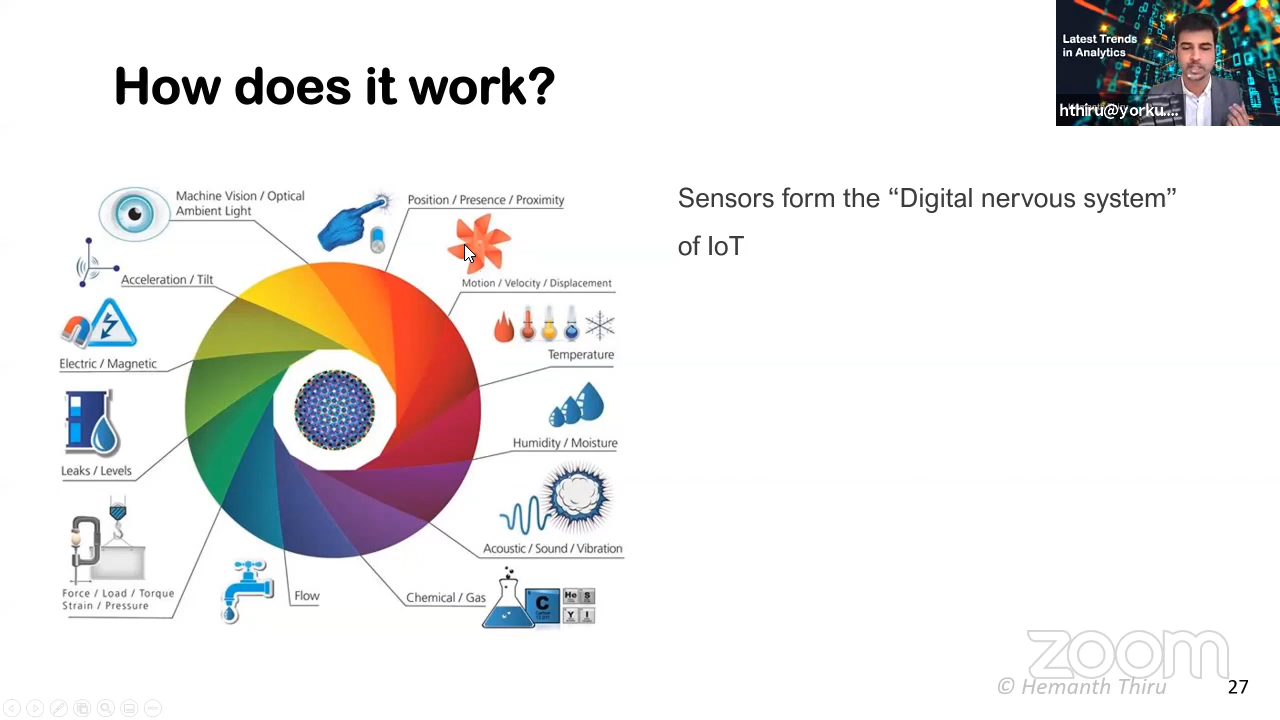 How does it work?
Latest Trends
in Analytics
hthiru@yorku....
Sensors form the “Digital nervous system”
of IoT
Machine Vision / Optical
Ambient Light
Position / Presence / Proximity
Acceleration / Tilt
Motion / Velocity / Displacement
Electric / Magnetic
Temperature
Leaks / Levels
Humidity / Moisture
Acoustic / Sound / Vibration
Force / Load / Torque
Strain / Pressure
Flow
Chemical / Gas
C
He
S
Y
I
zoom
© Hemanth Thiru
27